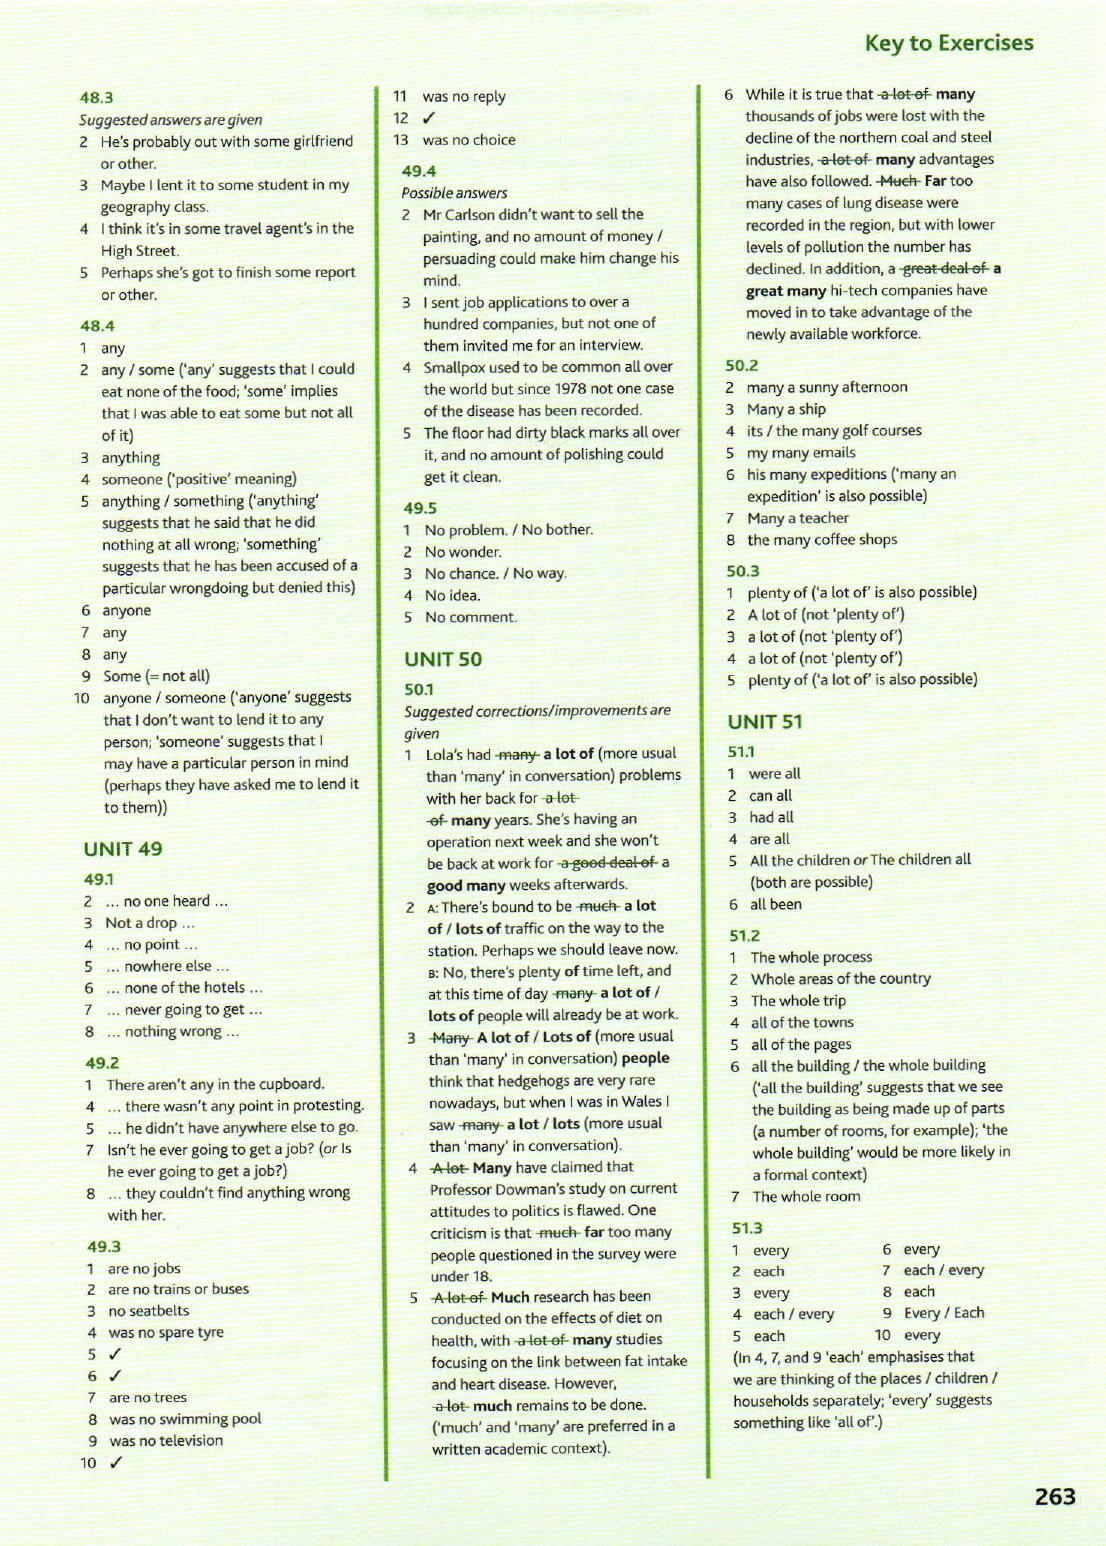 Key to Exercises
48.3
Suggested answers are given
2 He's probably out with some girlfriend
or other.
3 Maybe I lent it to some student in my
geography class.
4 I think it's in some travel agent's in the
High Street.
5 Perhaps she's got to finish some report
or other.
48.4
1 any
2 any / some ('any' suggests that I could
eat none of the food; 'some' implies
that I was able to eat some but not all
of it)
3 anything
4 someone ('positive' meaning)
5 anything / something ('anything'
suggests that he said that he did
nothing at all wrong; 'something'
suggests that he has been accused of a
particular wrongdoing but denied this)
6 anyone
7 any
8 any
9 Some (= not all)
10 anyone / someone ('anyone' suggests
that I don't want to lend it to any
person; 'someone' suggests that I
may have a particular person in mind
(perhaps they have asked me to lend it
to them))
UNIT 49
49.1
2 ... no one heard ...
3 Not a drop ...
4 ... no point ...
5 ... nowhere else ...
6 ... none of the hotels ...
7 ... never going to get ...
8 ... nothing wrong ...
49.2
1 There aren't any in the cupboard.
4 ... there wasn't any point in protesting.
5 ... he didn't have anywhere else to go.
7 Isn't he ever going to get a job? (or Is
he ever going to get a job?)
8 ... they couldn't find anything wrong
with her.
49.3
1 are no jobs
2 are no trains or buses
3 no seatbelts
4 was no spare tyre
5 ✓
6 ✓
7 are no trees
8 was no swimming pool
9 was no television
10 ✓
11 was no reply
12 ✓
13 was no choice
49.4
Possible answers
2 Mr Carlson didn't want to sell the
painting, and no amount of money /
persuading could make him change his
mind.
3 I sent job applications to over a
hundred companies, but not one of
them invited me for an interview.
4 Smallpox used to be common all over
the world but since 1978 not one case
of the disease has been recorded.
5 The floor had dirty black marks all over
it, and no amount of polishing could
get it clean.
49.5
1 No problem. / No bother.
2 No wonder.
3 No chance. / No way.
4 No idea.
5 No comment.
UNIT 50
50.1
Suggested corrections/improvements are
given
1 Lola's had many a lot of (more usual
than 'many' in conversation) problems
with her back for a lot
of many years. She's having an
operation next week and she won't
be back at work for a good deal of a
good many weeks afterwards.
2 A: There's bound to be much a lot
of / lots of traffic on the way to the
station. Perhaps we should leave now.
B: No, there's plenty of time left, and
at this time of day many a lot of /
lots of people will already be at work.
3 Many A lot of / Lots of (more usual
than 'many' in conversation) people
think that hedgehogs are very rare
nowadays, but when I was in Wales I
saw many a lot / lots (more usual
than 'many' in conversation).
4 A lot Many have claimed that
Professor Dowman's study on current
attitudes to politics is flawed. One
criticism is that much far too many
people questioned in the survey were
under 18.
5 A lot of Much research has been
conducted on the effects of diet on
health, with a lot of many studies
focusing on the link between fat intake
and heart disease. However,
a lot much remains to be done.
('much' and 'many' are preferred in a
written academic context).
6 While it is true that a lot of many
thousands of jobs were lost with the
decline of the northern coal and steel
industries, a lot of many advantages
have also followed. Much Far too
many cases of lung disease were
recorded in the region, but with lower
levels of pollution the number has
declined. In addition, a great deal of a
great many hi-tech companies have
moved in to take advantage of the
newly available workforce.
50.2
2 many a sunny afternoon
3 Many a ship
4 its / the many golf courses
5 my many emails
6 his many expeditions ('many an
expedition' is also possible)
7 Many a teacher
8 the many coffee shops
50.3
1 plenty of ('a lot of' is also possible)
2 A lot of (not 'plenty of')
3 a lot of (not 'plenty of')
4 a lot of (not 'plenty of')
5 plenty of ('a lot of' is also possible)
UNIT 51
51.1
1 were all
2 can all
3 had all
4 are all
5 All the children or The children all
(both are possible)
6 all been
51.2
1 The whole process
2 Whole areas of the country
3 The whole trip
4 all of the towns
5 all of the pages
6 all the building / the whole building
('all the building' suggests that we see
the building as being made up of parts
(a number of rooms, for example); 'the
whole building' would be more likely in
a formal context)
7 The whole room
51.3
1 every 6 every
2 each 7 each / every
3 every 8 each
4 each / every 9 Every / Each
5 each 10 every
(In 4, 7, and 9 'each' emphasises that
we are thinking of the places / children /
households separately; 'every' suggests
something like 'all of'.)
263